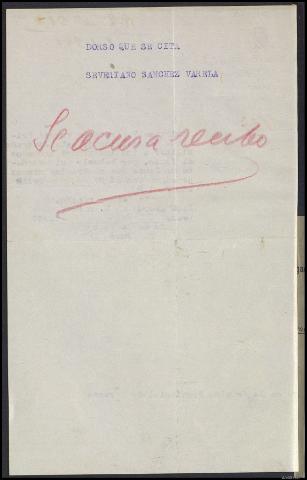 DORSO QUE SE CITA
SEVERIANO SANCHEZ VARELA
Se acusa recibo